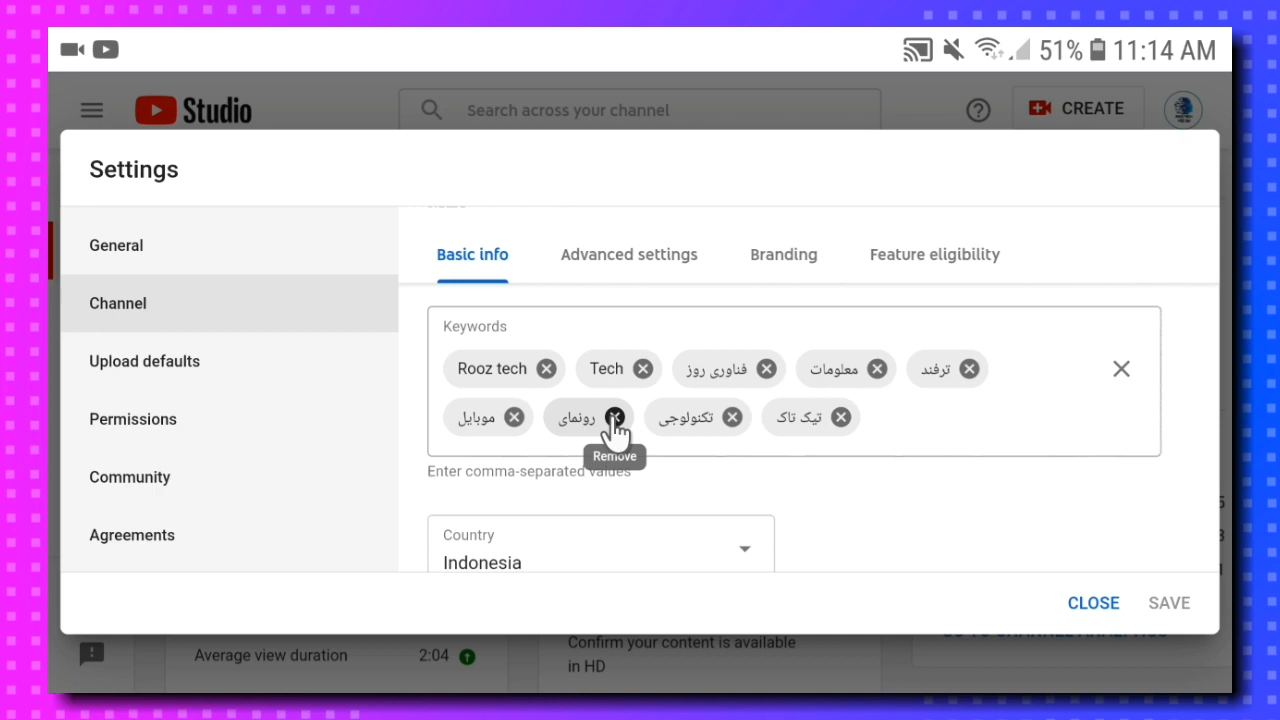 51% 11:14 AM
Studio
Search across your channel
CREATE
Settings
General
Channel
Upload defaults
Permissions
Community
Agreements
Basic info Advanced settings Branding Feature eligibility
Keywords
Rooz tech Tech فناوری روز معلومات ترفند
موبایل رونمای تکنولوجی تیک تاک
Remove
Enter comma-separated values
Country
Indonesia
CLOSE SAVE
Average view duration 2:04
Confirm your content is available
in HD